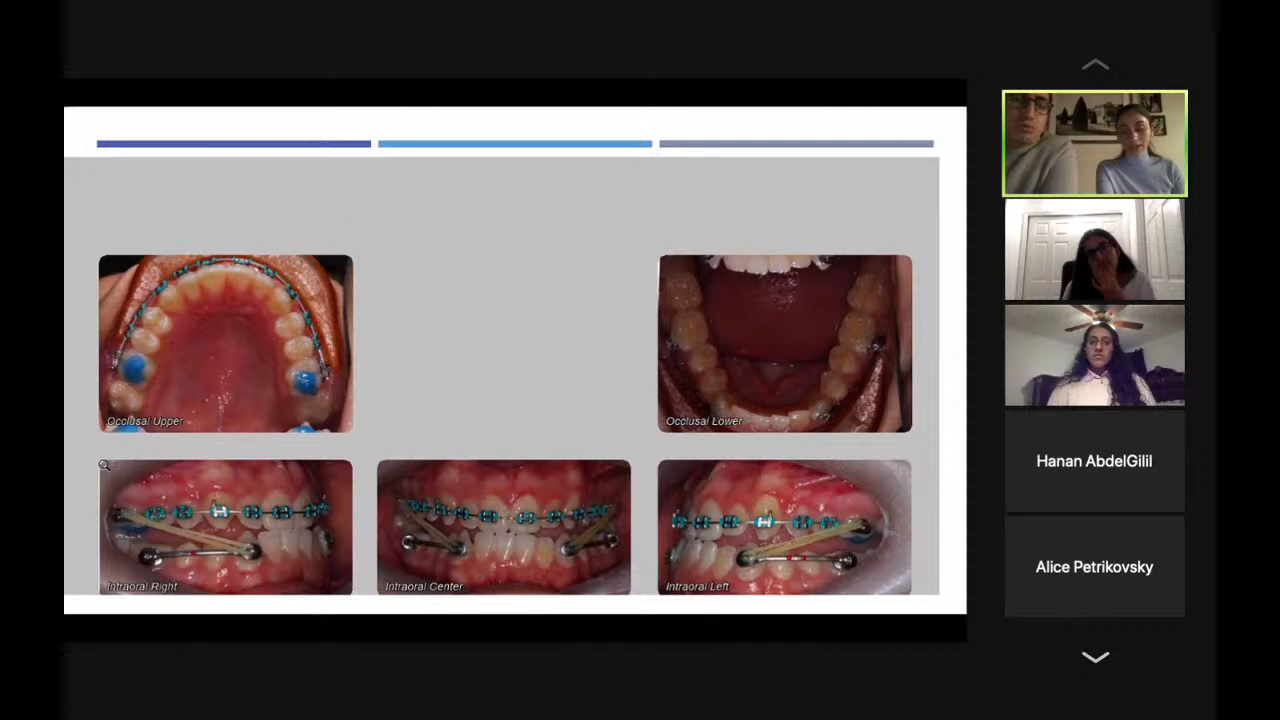 Occlusal Upper
Occlusal Lower
Intraoral Right
Intraoral Center
Intraoral Left
Hanan AbdelGilil
Alice Petrikovsky